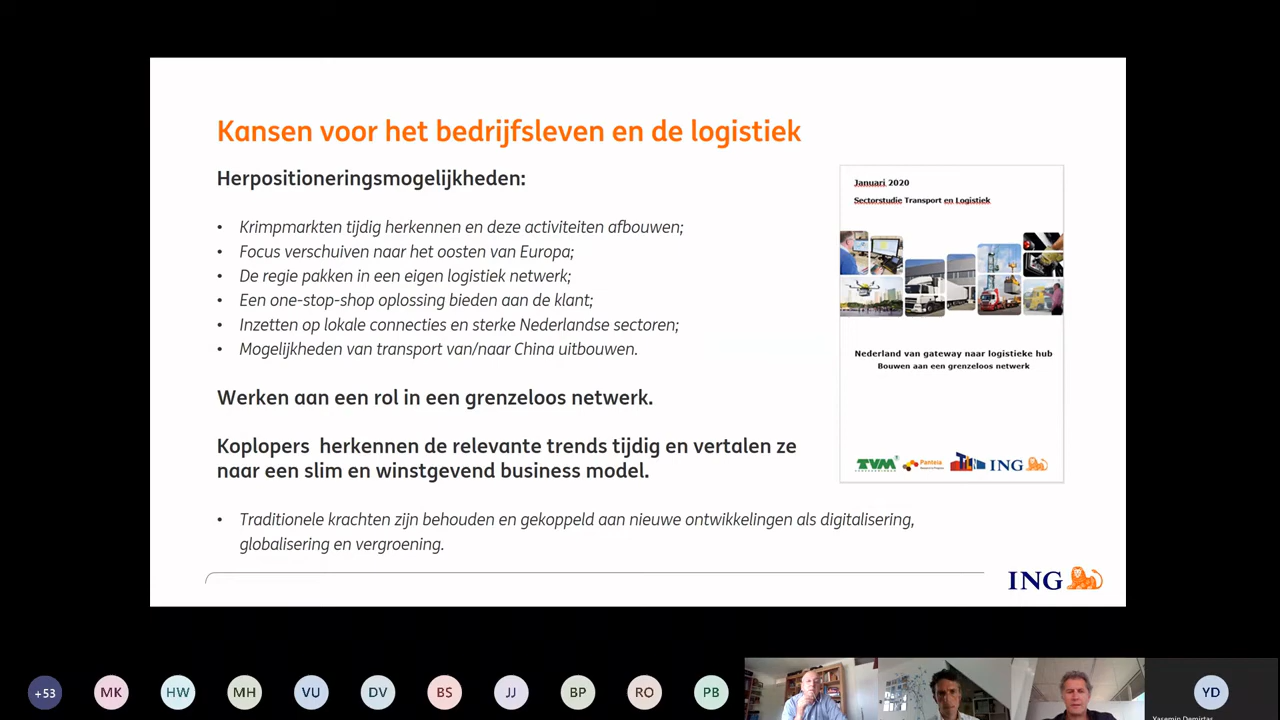 Kansen voor het bedrijfsleven en de logistiek
Herpositioneringsmogelijkheden:
• Krimpmarkten tijdig herkennen en deze activiteiten afbouwen;
• Focus verschuiven naar het oosten van Europa;
• De regie pakken in een eigen logistiek netwerk;
• Een one-stop-shop oplossing bieden aan de klant;
• Inzetten op lokale connecties en sterke Nederlandse sectoren;
• Mogelijkheden van transport van/naar China uitbouwen.
Werken aan een rol in een grenzeloos netwerk.
Koplopers herkennen de relevante trends tijdig en vertalen ze
naar een slim en winstgevend business model.
• Traditionele krachten zijn behouden en gekoppeld aan nieuwe ontwikkelingen als digitalisering,
globalisering en vergroening.
Januari 2020
Sectorstudie Transport en Logistiek
Nederland van gateway naar logistieke hub
Bouwen aan een grenzeloos netwerk
TVM Panteia TLN ING
ING
+53 MK HW MH VU DV BS JJ BP RO PB YD
Yasemin Demirtas